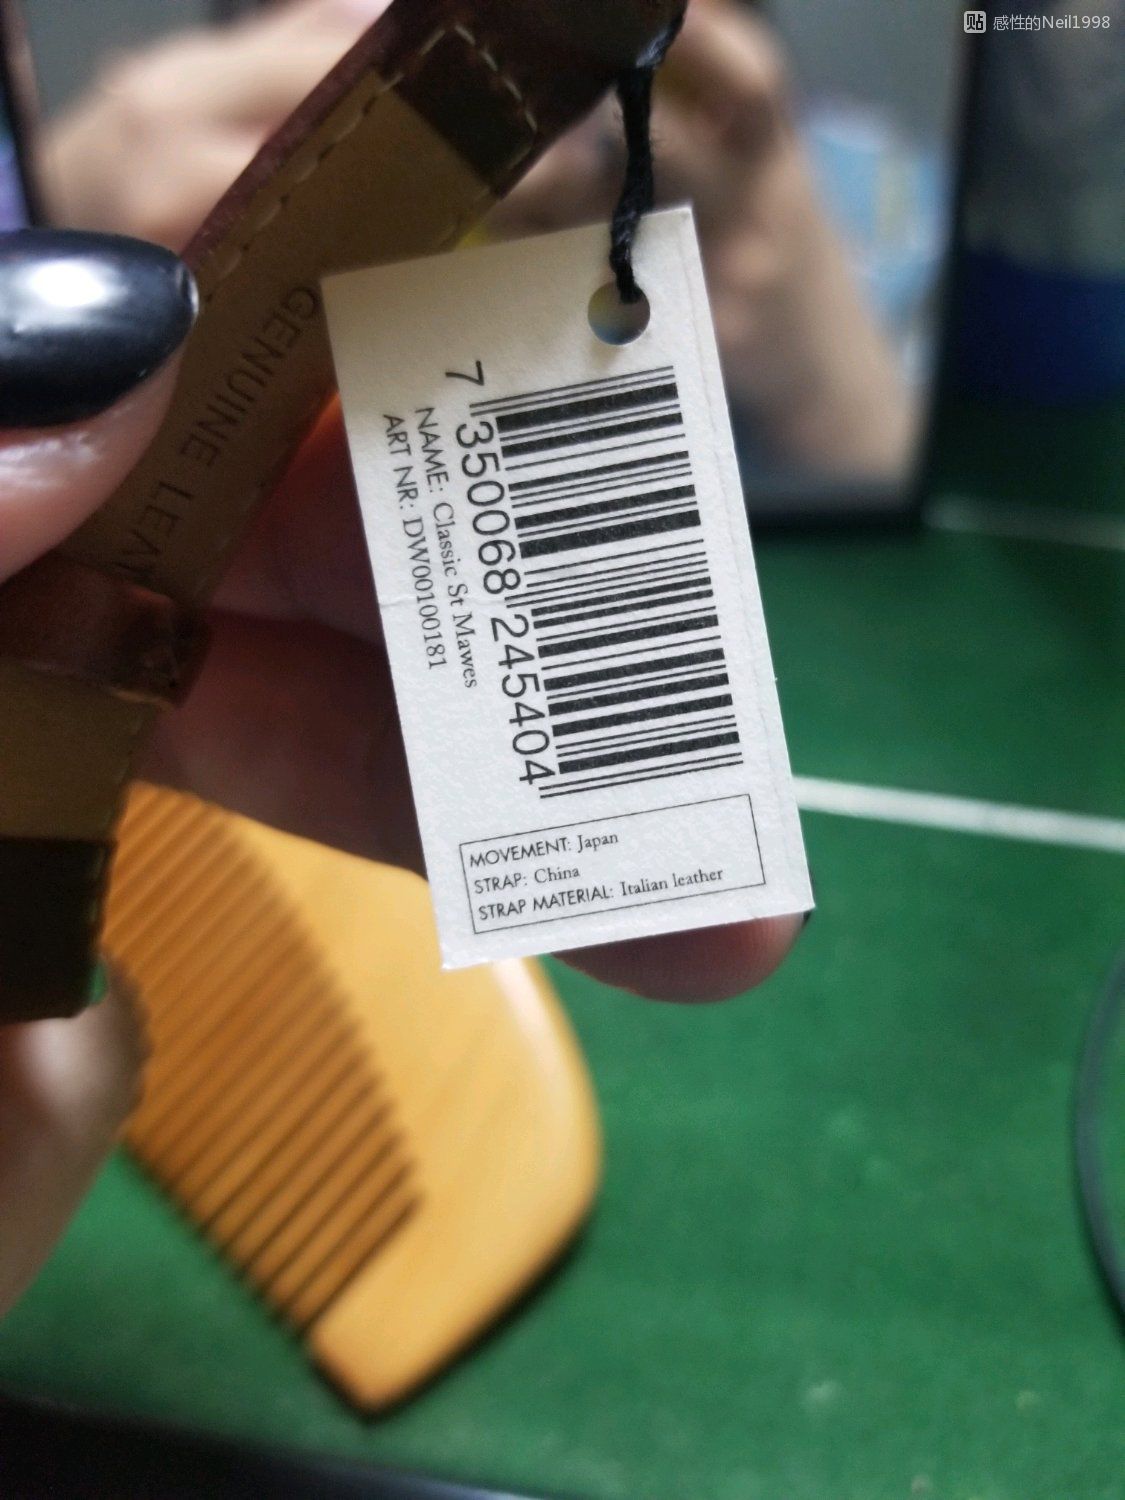 感性的Neil1998
GENUINE LEA
7 350068 245404
NAME: Classic St Mawes
ART NR: DW00100181
MOVEMENT: Japan
STRAP: China
STRAP MATERIAL: Italian leather